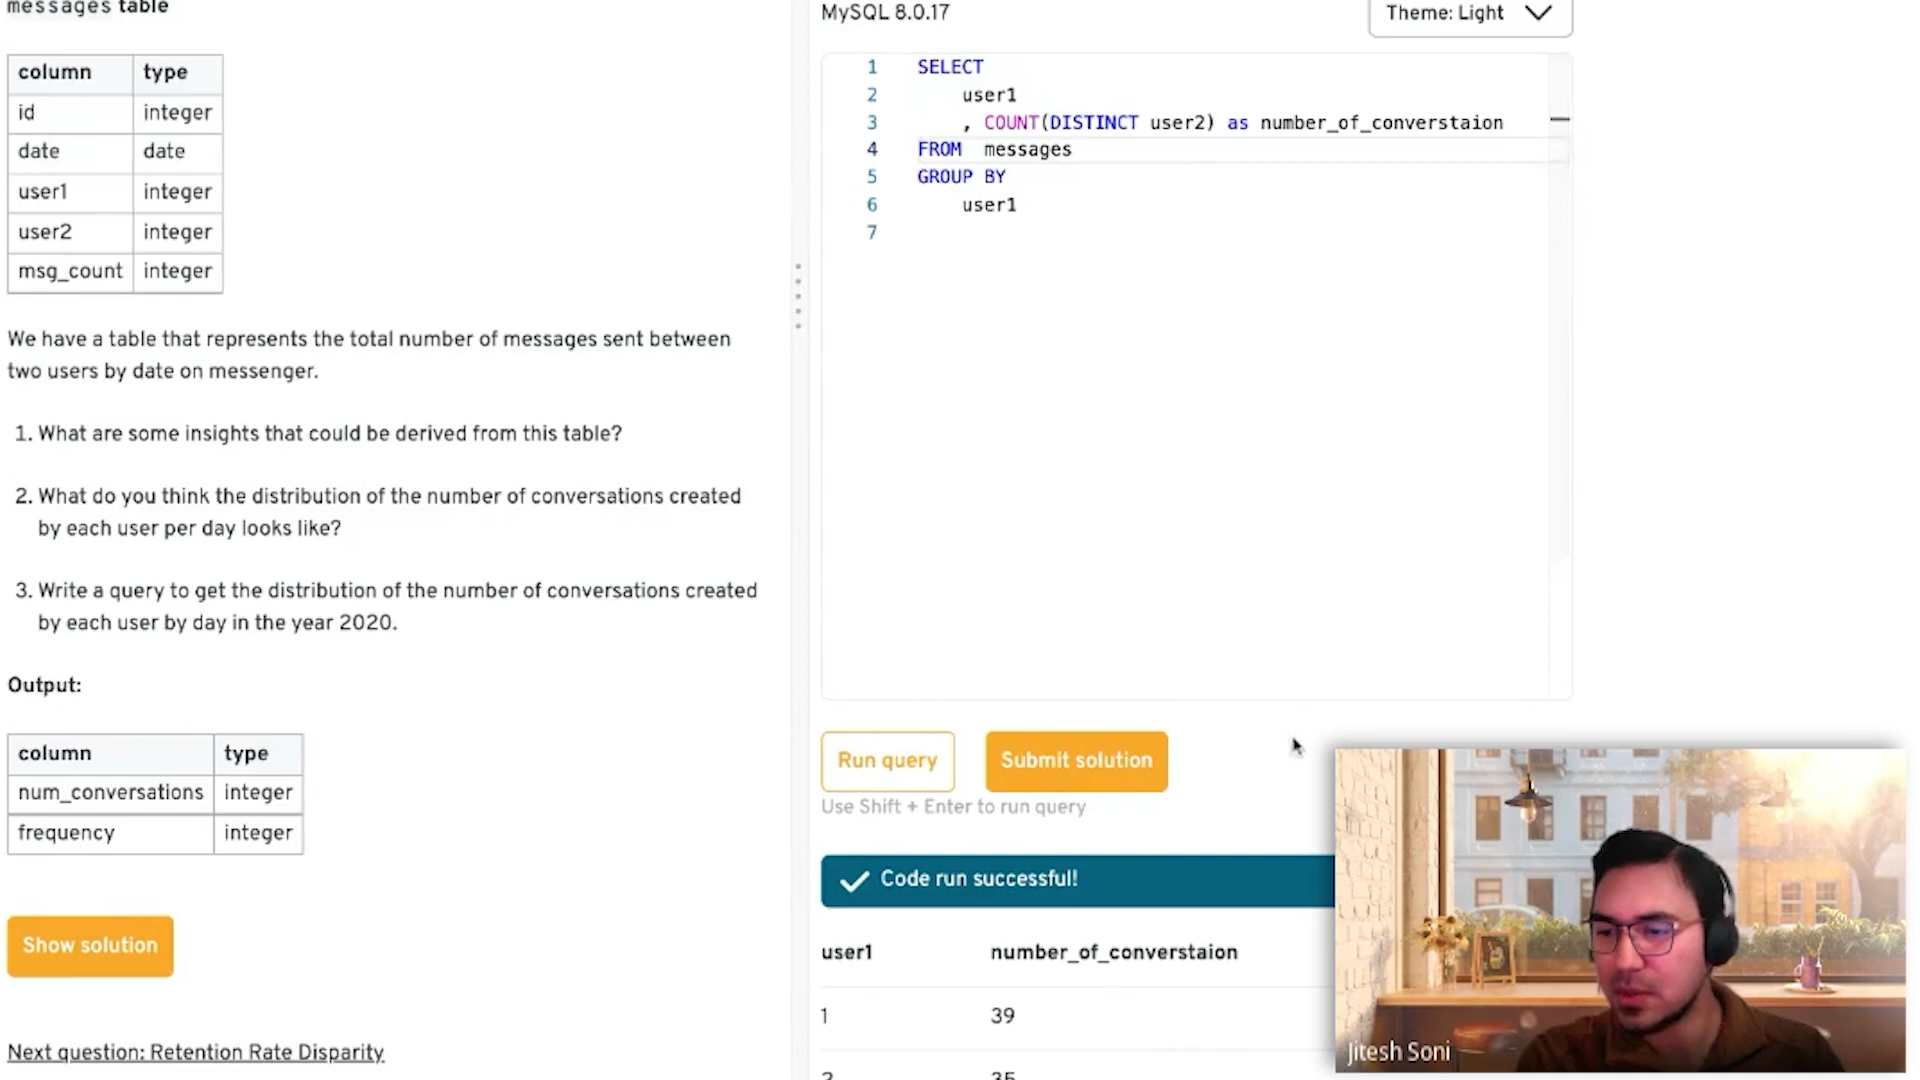 messages table
column type
id integer
date date
user1 integer
user2 integer
msg_count integer
We have a table that represents the total number of messages sent between
two users by date on messenger.
1. What are some insights that could be derived from this table?
2. What do you think the distribution of the number of conversations created
by each user per day looks like?
3. Write a query to get the distribution of the number of conversations created
by each user by day in the year 2020.
Output:
column type
num_conversations integer
frequency integer
Show solution
Next question: Retention Rate Disparity
MySQL 8.0.17
Theme: Light
1 SELECT
2 user1
3 , COUNT(DISTINCT user2) as number_of_converstaion
4 FROM messages
5 GROUP BY
6 user1
7
Run query
Submit solution
Use Shift + Enter to run query
Code run successful!
user1 number_of_converstaion
1 39
2 35
Jitesh Soni